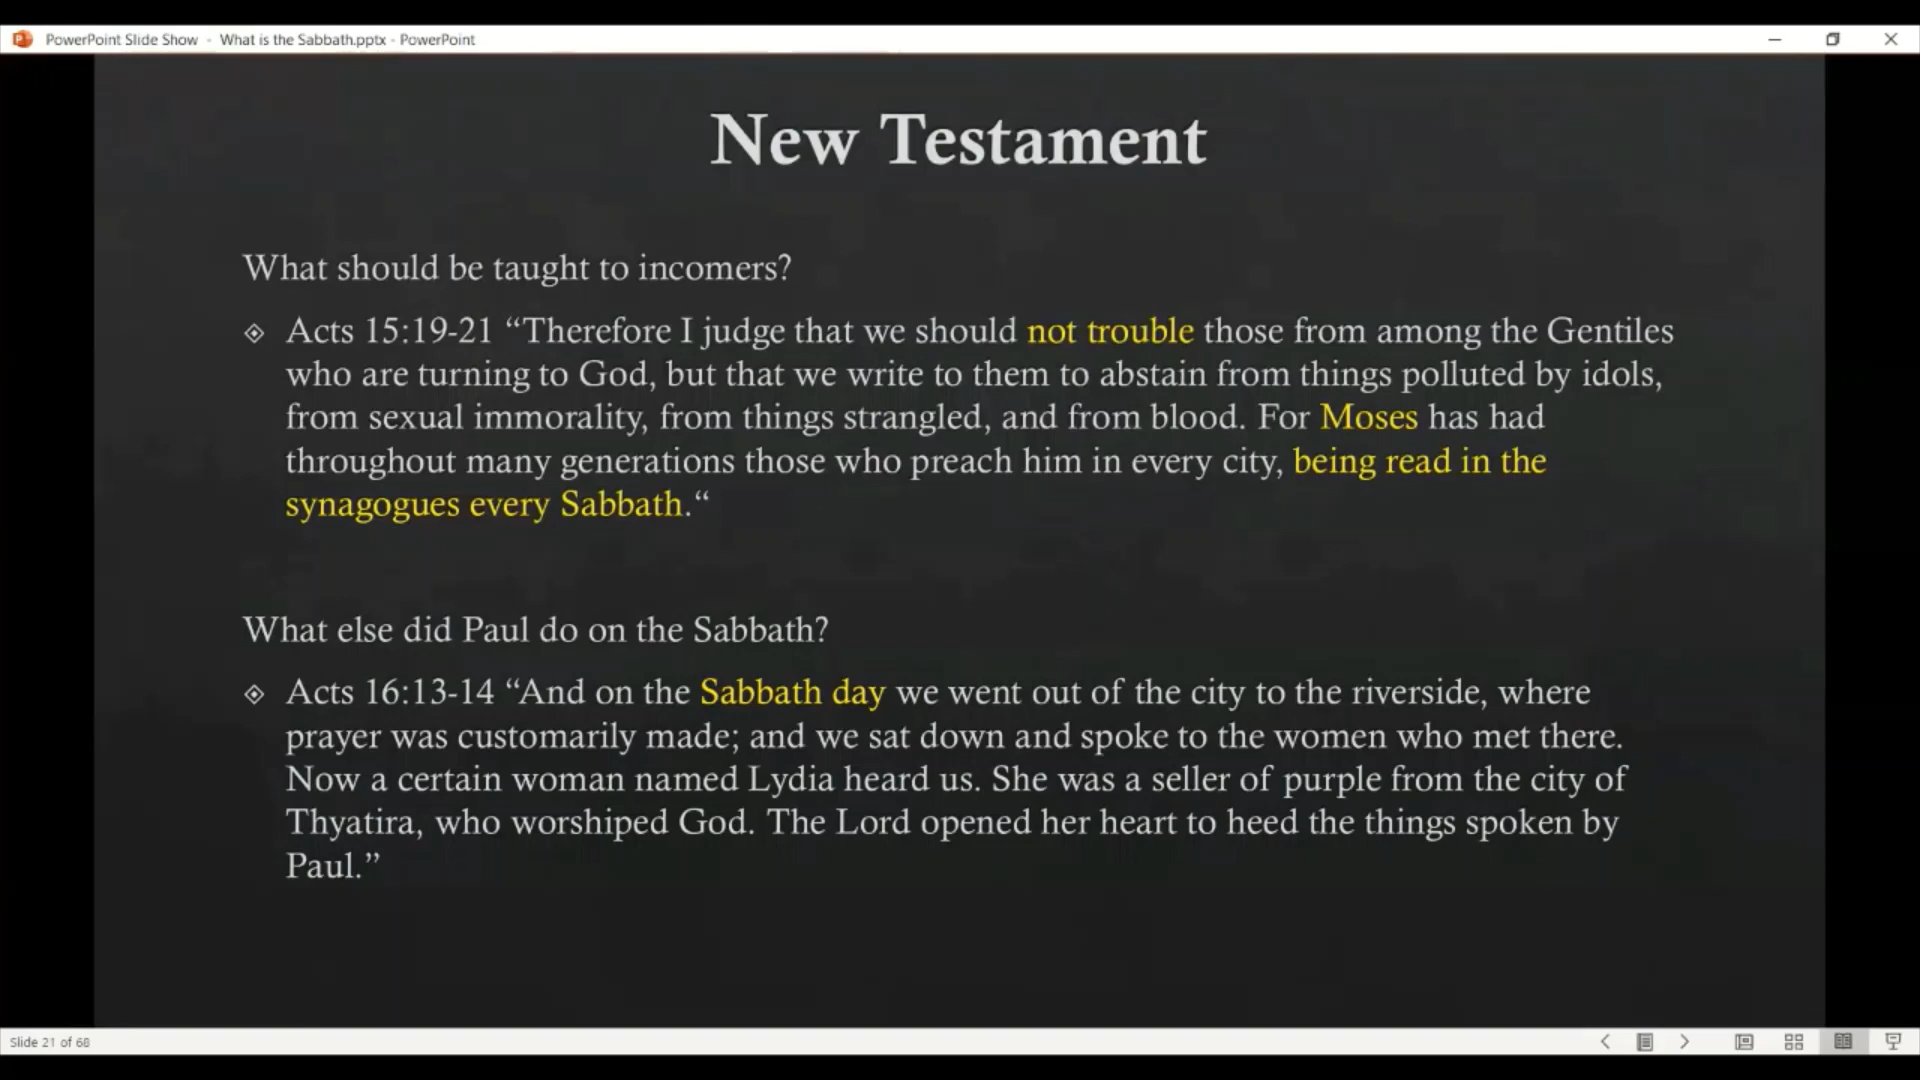 PowerPoint Slide Show - What is the Sabbath.pptx - PowerPoint
New Testament
What should be taught to incomers?
Acts 15:19-21 “Therefore I judge that we should not trouble those from among the Gentiles
who are turning to God, but that we write to them to abstain from things polluted by idols,
from sexual immorality, from things strangled, and from blood. For Moses has had
throughout many generations those who preach him in every city, being read in the
synagogues every Sabbath.“
What else did Paul do on the Sabbath?
Acts 16:13-14 “And on the Sabbath day we went out of the city to the riverside, where
prayer was customarily made; and we sat down and spoke to the women who met there.
Now a certain woman named Lydia heard us. She was a seller of purple from the city of
Thyatira, who worshiped God. The Lord opened her heart to heed the things spoken by
Paul.”
Slide 21 of 68